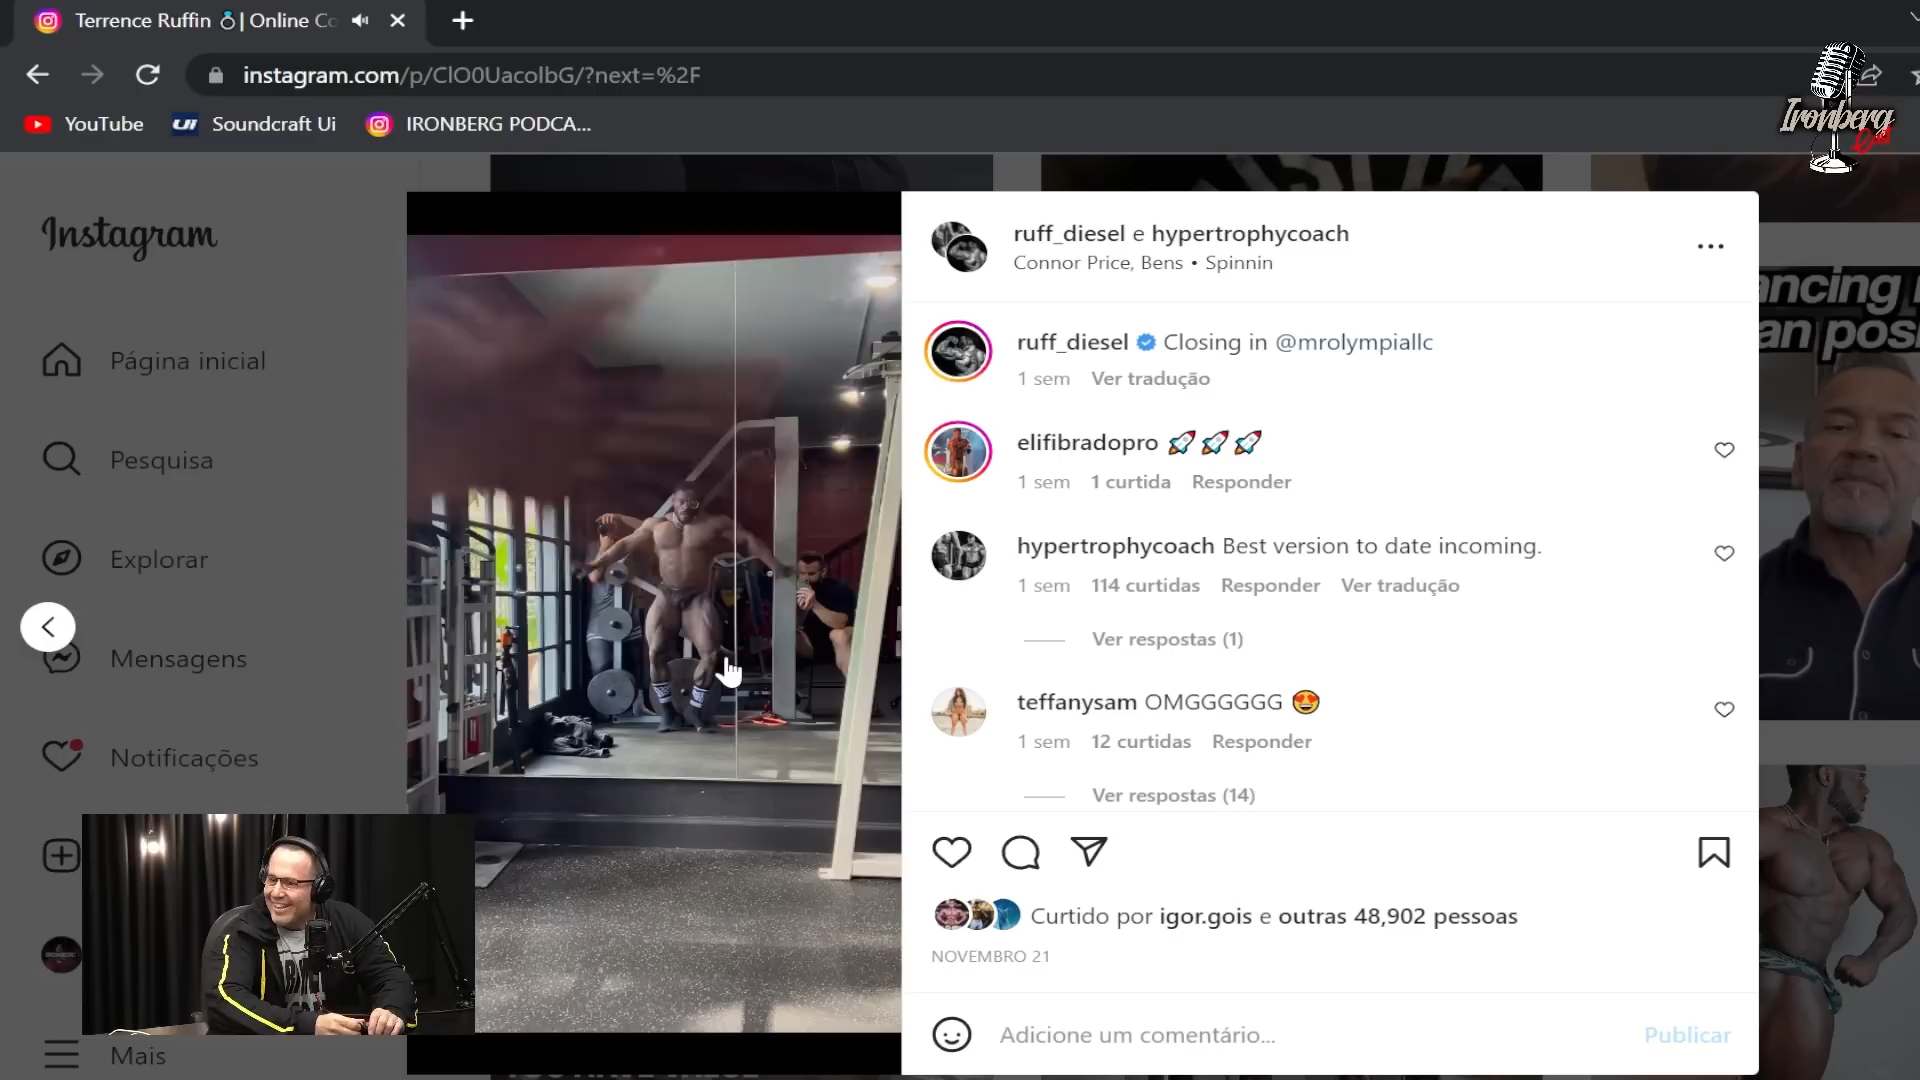 Terrence Ruffin 💍| Online Co
instagram.com/p/ClO0UacolbG/?next=%2F
YouTube
Soundcraft Ui
IRONBERG PODCA...
Ironberg
Cast
Instagram
Página inicial
Pesquisa
Explorar
Mensagens
Notificações
Mais
ruff_diesel e hypertrophycoach
Connor Price, Bens • Spinnin
ruff_diesel Closing in @mrolympiallc
1 sem Ver tradução
elifibradopro 🚀🚀🚀
1 sem 1 curtida Responder
hypertrophycoach Best version to date incoming.
1 sem 114 curtidas Responder Ver tradução
Ver respostas (1)
teffanysam OMGGGGGG 😍
1 sem 12 curtidas Responder
Ver respostas (14)
Curtido por igor.gois e outras 48,902 pessoas
NOVEMBRO 21
Adicione um comentário...
Publicar